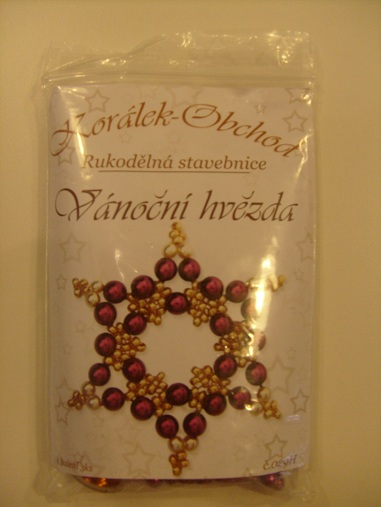 Korálek-Obchod
Rukodělná stavebnice
Vánoční hvězda